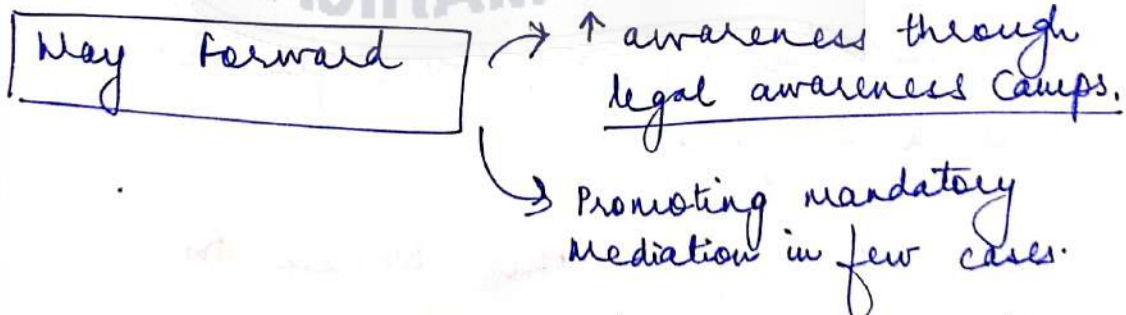 Way Forward
↑ awareness through
legal awareness Camps.
Promoting mandatory
Mediation in few cases.